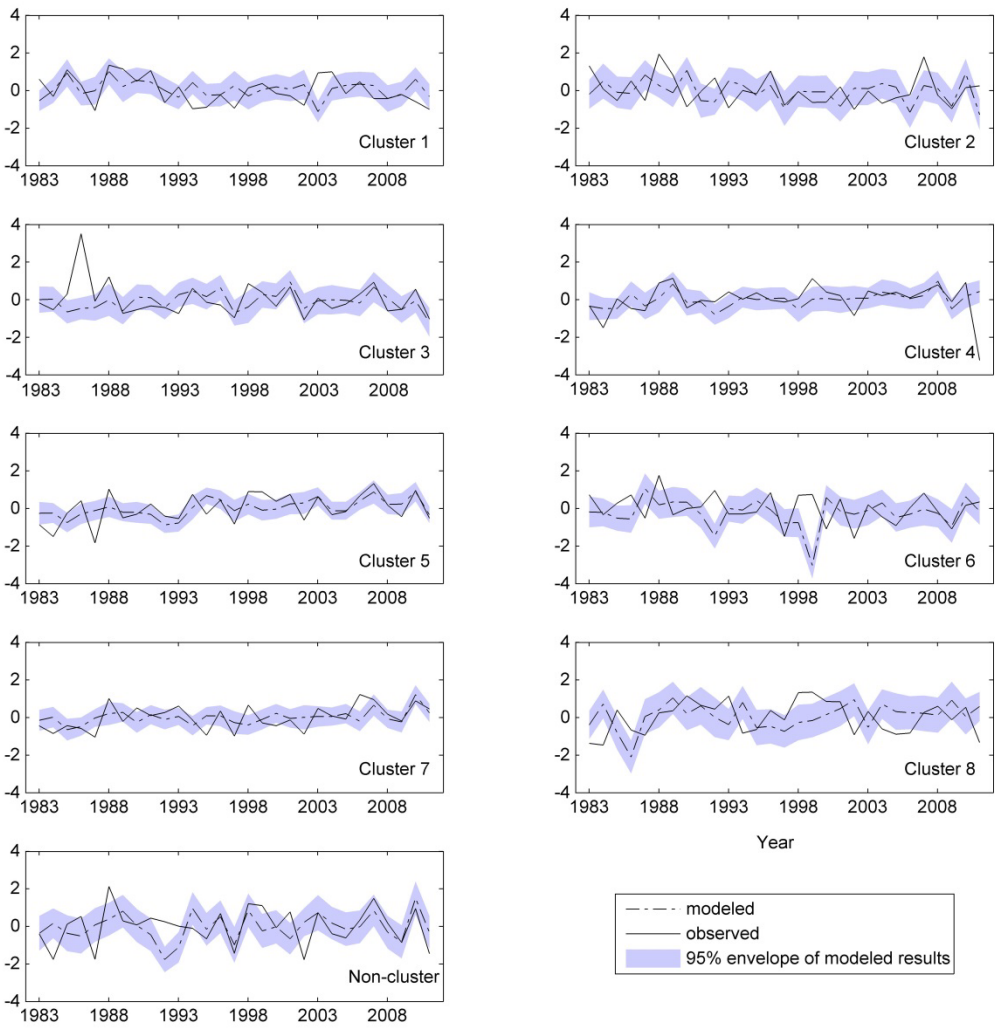 4
2
0
-2
-4
1983 1988 1993 1998 2003 2008
Cluster 1
4
2
0
-2
-4
1983 1988 1993 1998 2003 2008
Cluster 2
4
2
0
-2
-4
1983 1988 1993 1998 2003 2008
Cluster 3
4
2
0
-2
-4
1983 1988 1993 1998 2003 2008
Cluster 4
4
2
0
-2
-4
1983 1988 1993 1998 2003 2008
Cluster 5
4
2
0
-2
-4
1983 1988 1993 1998 2003 2008
Cluster 6
4
2
0
-2
-4
1983 1988 1993 1998 2003 2008
Cluster 7
4
2
0
-2
-4
1983 1988 1993 1998 2003 2008
Cluster 8
Year
4
2
0
-2
-4
1983 1988 1993 1998 2003 2008
Non-cluster
modeled
observed
95% envelope of modeled results